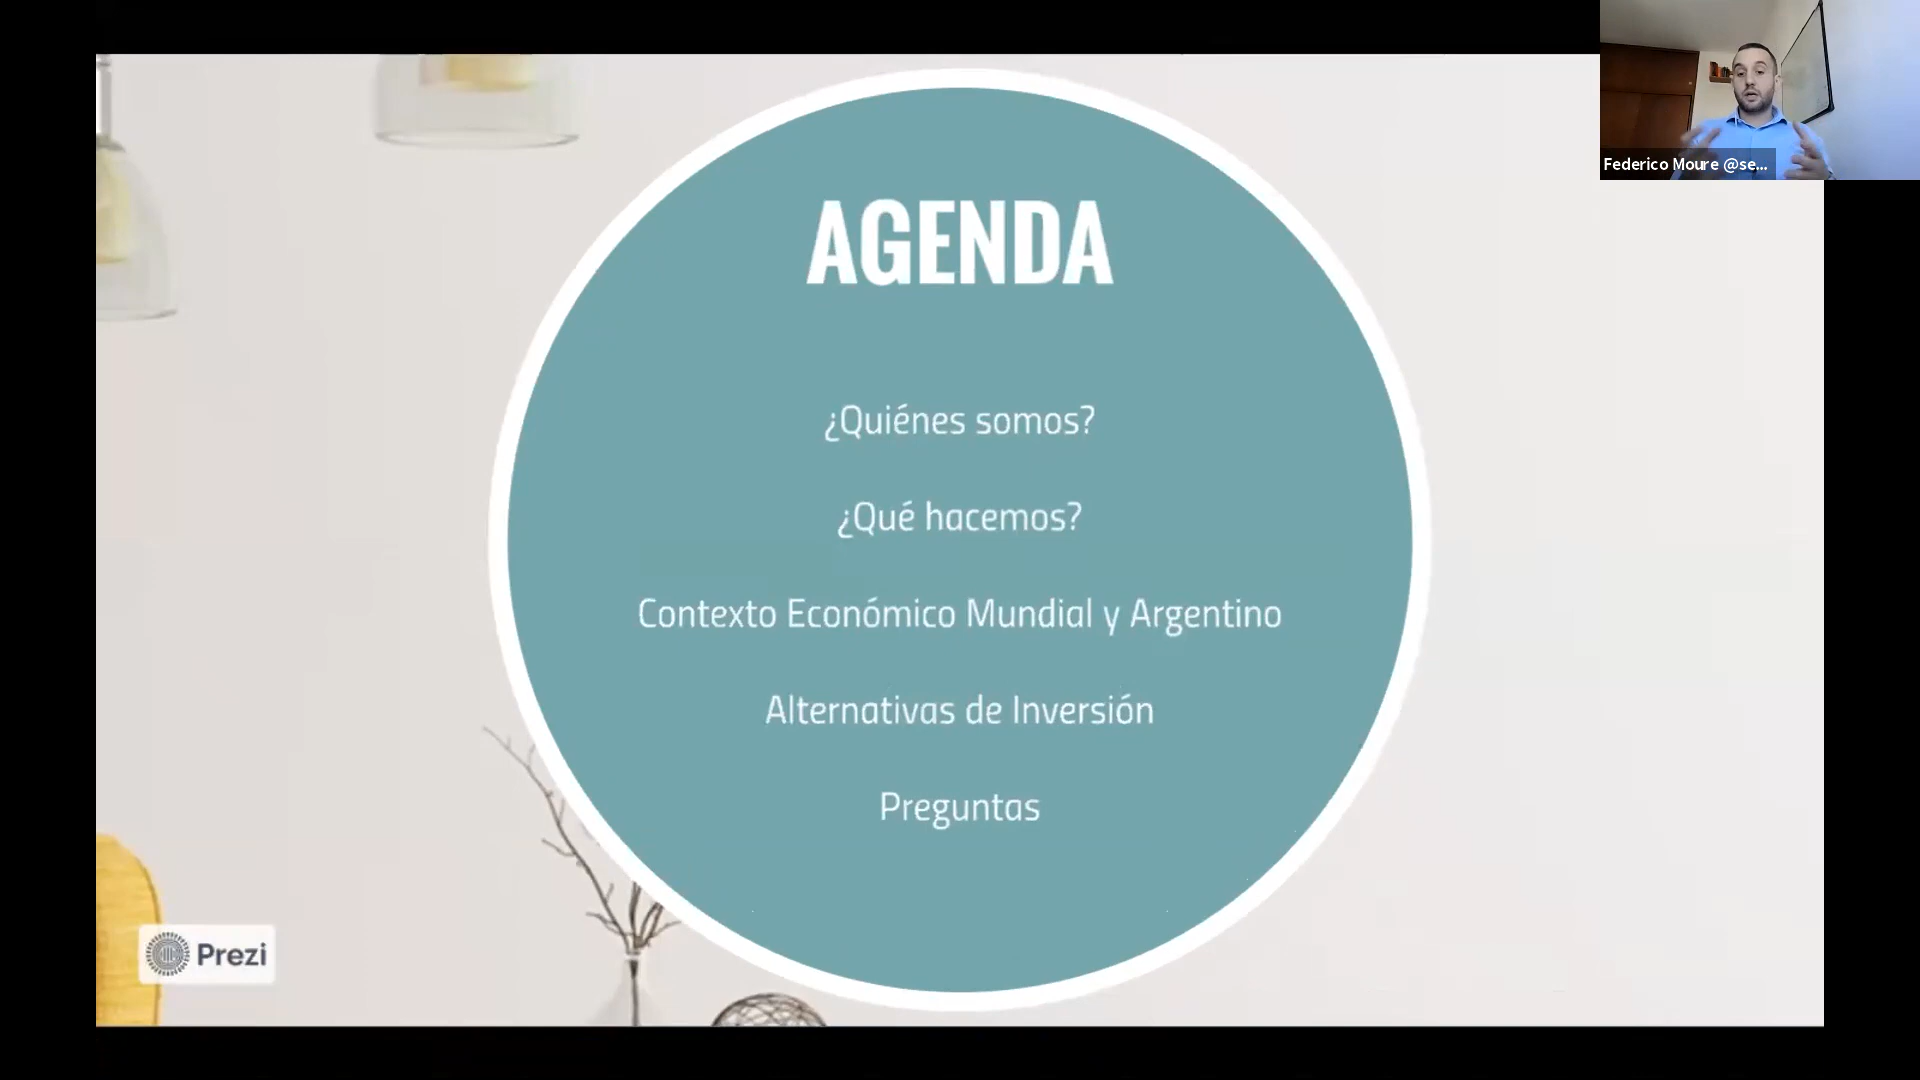 AGENDA
¿Quiénes somos?
¿Qué hacemos?
Contexto Económico Mundial y Argentino
Alternativas de Inversión
Preguntas
Prezi
Federico Moure @se...